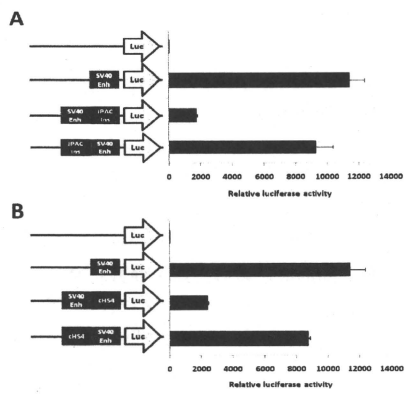 A
Luc
SV40 Enh Luc
SV40 Enh iPAC Ins Luc
iPAC Ins SV40 Enh Luc
0 2000 4000 6000 8000 10000 12000 14000
Relative luciferase activity
B
Luc
SV40 Enh Luc
SV40 Enh cHS4 Luc
cHS4 SV40 Enh Luc
0 2000 4000 6000 8000 10000 12000 14000
Relative luciferase activity